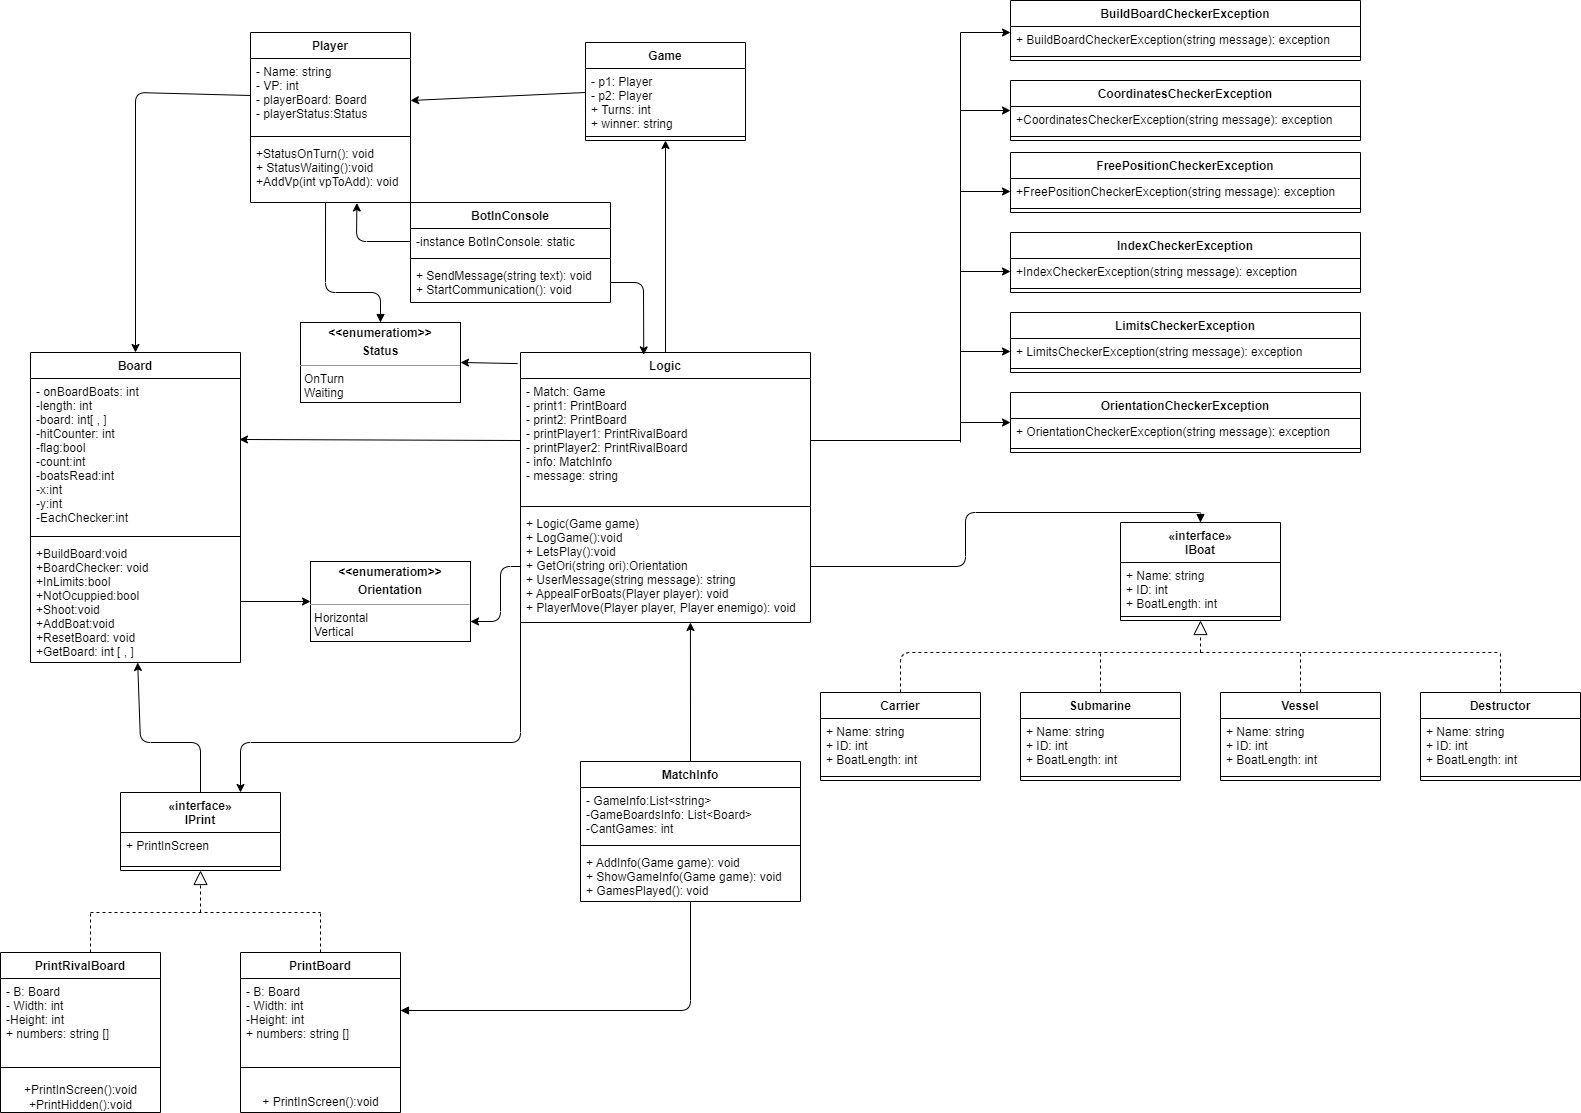 BuildBoardCheckerException
+ BuildBoardCheckerException(string message): exception
Player
- Name: string
- VP: int
- playerBoard: Board
- playerStatus:Status
+StatusOnTurn(): void
+ StatusWaiting():void
+AddVp(int vpToAdd): void
Game
- p1: Player
- p2: Player
+ Turns: int
+ winner: string
CoordinatesCheckerException
+CoordinatesCheckerException(string message): exception
FreePositionCheckerException
+FreePositionCheckerException(string message): exception
BotInConsole
-instance BotInConsole: static
+ SendMessage(string text): void
+ StartCommunication(): void
IndexCheckerException
+IndexCheckerException(string message): exception
LimitsCheckerException
+ LimitsCheckerException(string message): exception
<<enumeratiom>>
Status
OnTurn
Waiting
Board
- onBoardBoats: int
-length: int
-board: int[ , ]
-hitCounter: int
-flag:bool
-count:int
-boatsRead:int
-x:int
-y:int
-EachChecker:int
+BuildBoard:void
+BoardChecker: void
+InLimits:bool
+NotOcuppied:bool
+Shoot:void
+AddBoat:void
+ResetBoard: void
+GetBoard: int [ , ]
Logic
- Match: Game
- print1: PrintBoard
- print2: PrintBoard
- printPlayer1: PrintRivalBoard
- printPlayer2: PrintRivalBoard
- info: MatchInfo
- message: string
+ Logic(Game game)
+ LogGame():void
+ LetsPlay():void
+ GetOri(string ori):Orientation
+ UserMessage(string message): string
+ AppealForBoats(Player player): void
+ PlayerMove(Player player, Player enemigo): void
OrientationCheckerException
+ OrientationCheckerException(string message): exception
<<enumeratiom>>
Orientation
Horizontal
Vertical
«interface»
IBoat
+ Name: string
+ ID: int
+ BoatLength: int
Carrier
+ Name: string
+ ID: int
+ BoatLength: int
Submarine
+ Name: string
+ ID: int
+ BoatLength: int
Vessel
+ Name: string
+ ID: int
+ BoatLength: int
Destructor
+ Name: string
+ ID: int
+ BoatLength: int
MatchInfo
- GameInfo:List<string>
-GameBoardsInfo: List<Board>
-CantGames: int
+ AddInfo(Game game): void
+ ShowGameInfo(Game game): void
+ GamesPlayed(): void
«interface»
IPrint
+ PrintInScreen
PrintRivalBoard
- B: Board
- Width: int
-Height: int
+ numbers: string []
+PrintInScreen():void
+PrintHidden():void
PrintBoard
- B: Board
- Width: int
-Height: int
+ numbers: string []
+ PrintInScreen():void